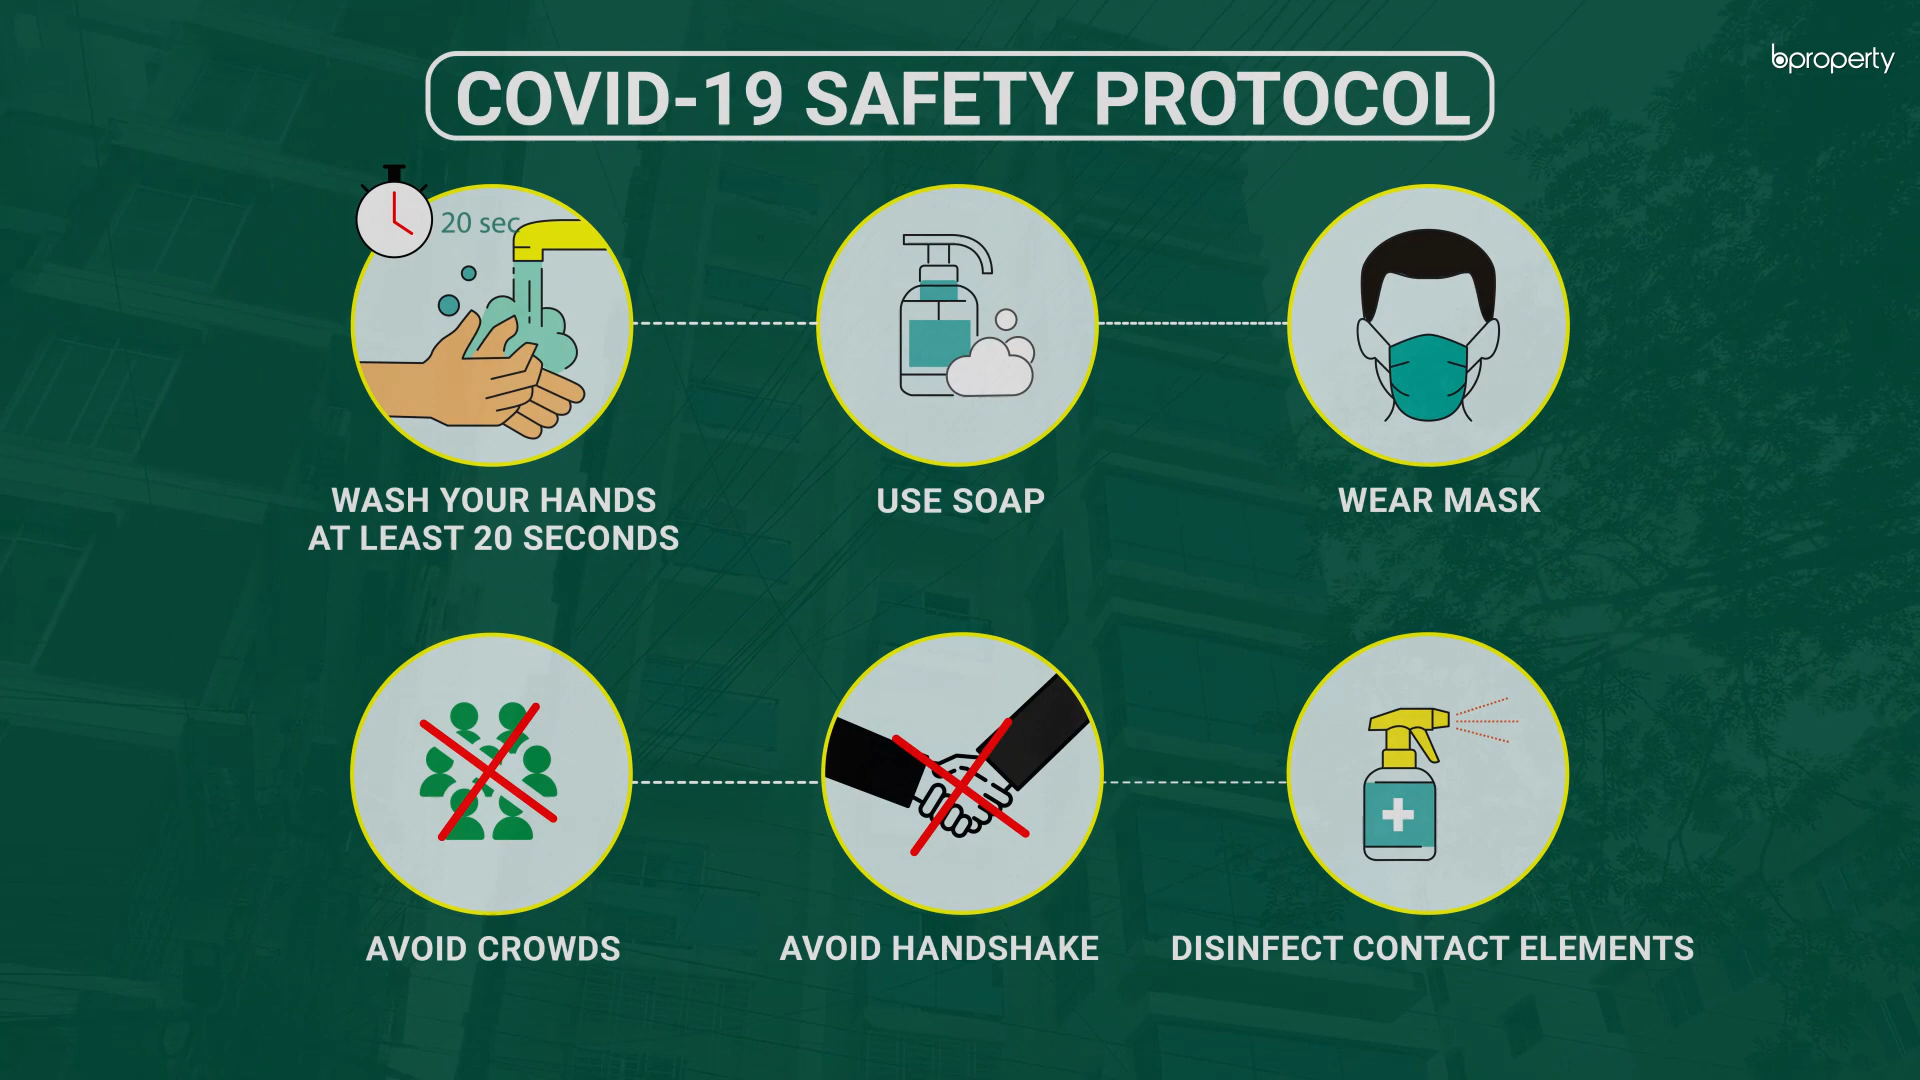 bproperty
COVID-19 SAFETY PROTOCOL
20 sec
WASH YOUR HANDS
AT LEAST 20 SECONDS
USE SOAP
WEAR MASK
AVOID CROWDS
AVOID HANDSHAKE
DISINFECT CONTACT ELEMENTS